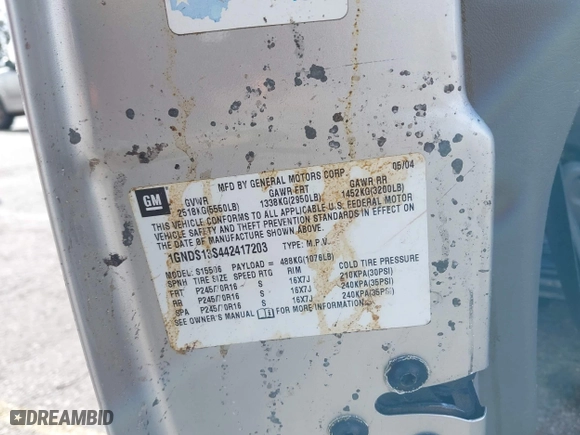 MFD BY GENERAL MOTORS CORP. 05/04
GM
GVWR GAWR FRT GAWR RR
2518KG(5550LB) 1338KG(2950LB) 1452KG(3200LB)
THIS VEHICLE CONFORMS TO ALL APPLICABLE U.S. FEDERAL MOTOR
VEHICLE SAFETY AND THEFT PREVENTION STANDARDS IN EFFECT ON
THE DATE OF MANUFACTURE SHOWN ABOVE.
1GNDS13S442417203 TYPE: M.P.V.
MODEL: S15506 PAYLOAD = 488KG(1076LB)
SPNH TIRE SIZE SPEED RTG RIM COLD TIRE PRESSURE
FRT P245/70R16 S 16X7J 210KPA(30PSI)
RR P245/70R16 S 16X7J 240KPA(35PSI)
SPA P245/70R16 S 16X7J 240KPA(35PSI)
SEE OWNER'S MANUAL FOR MORE INFORMATION.
DREAMBID